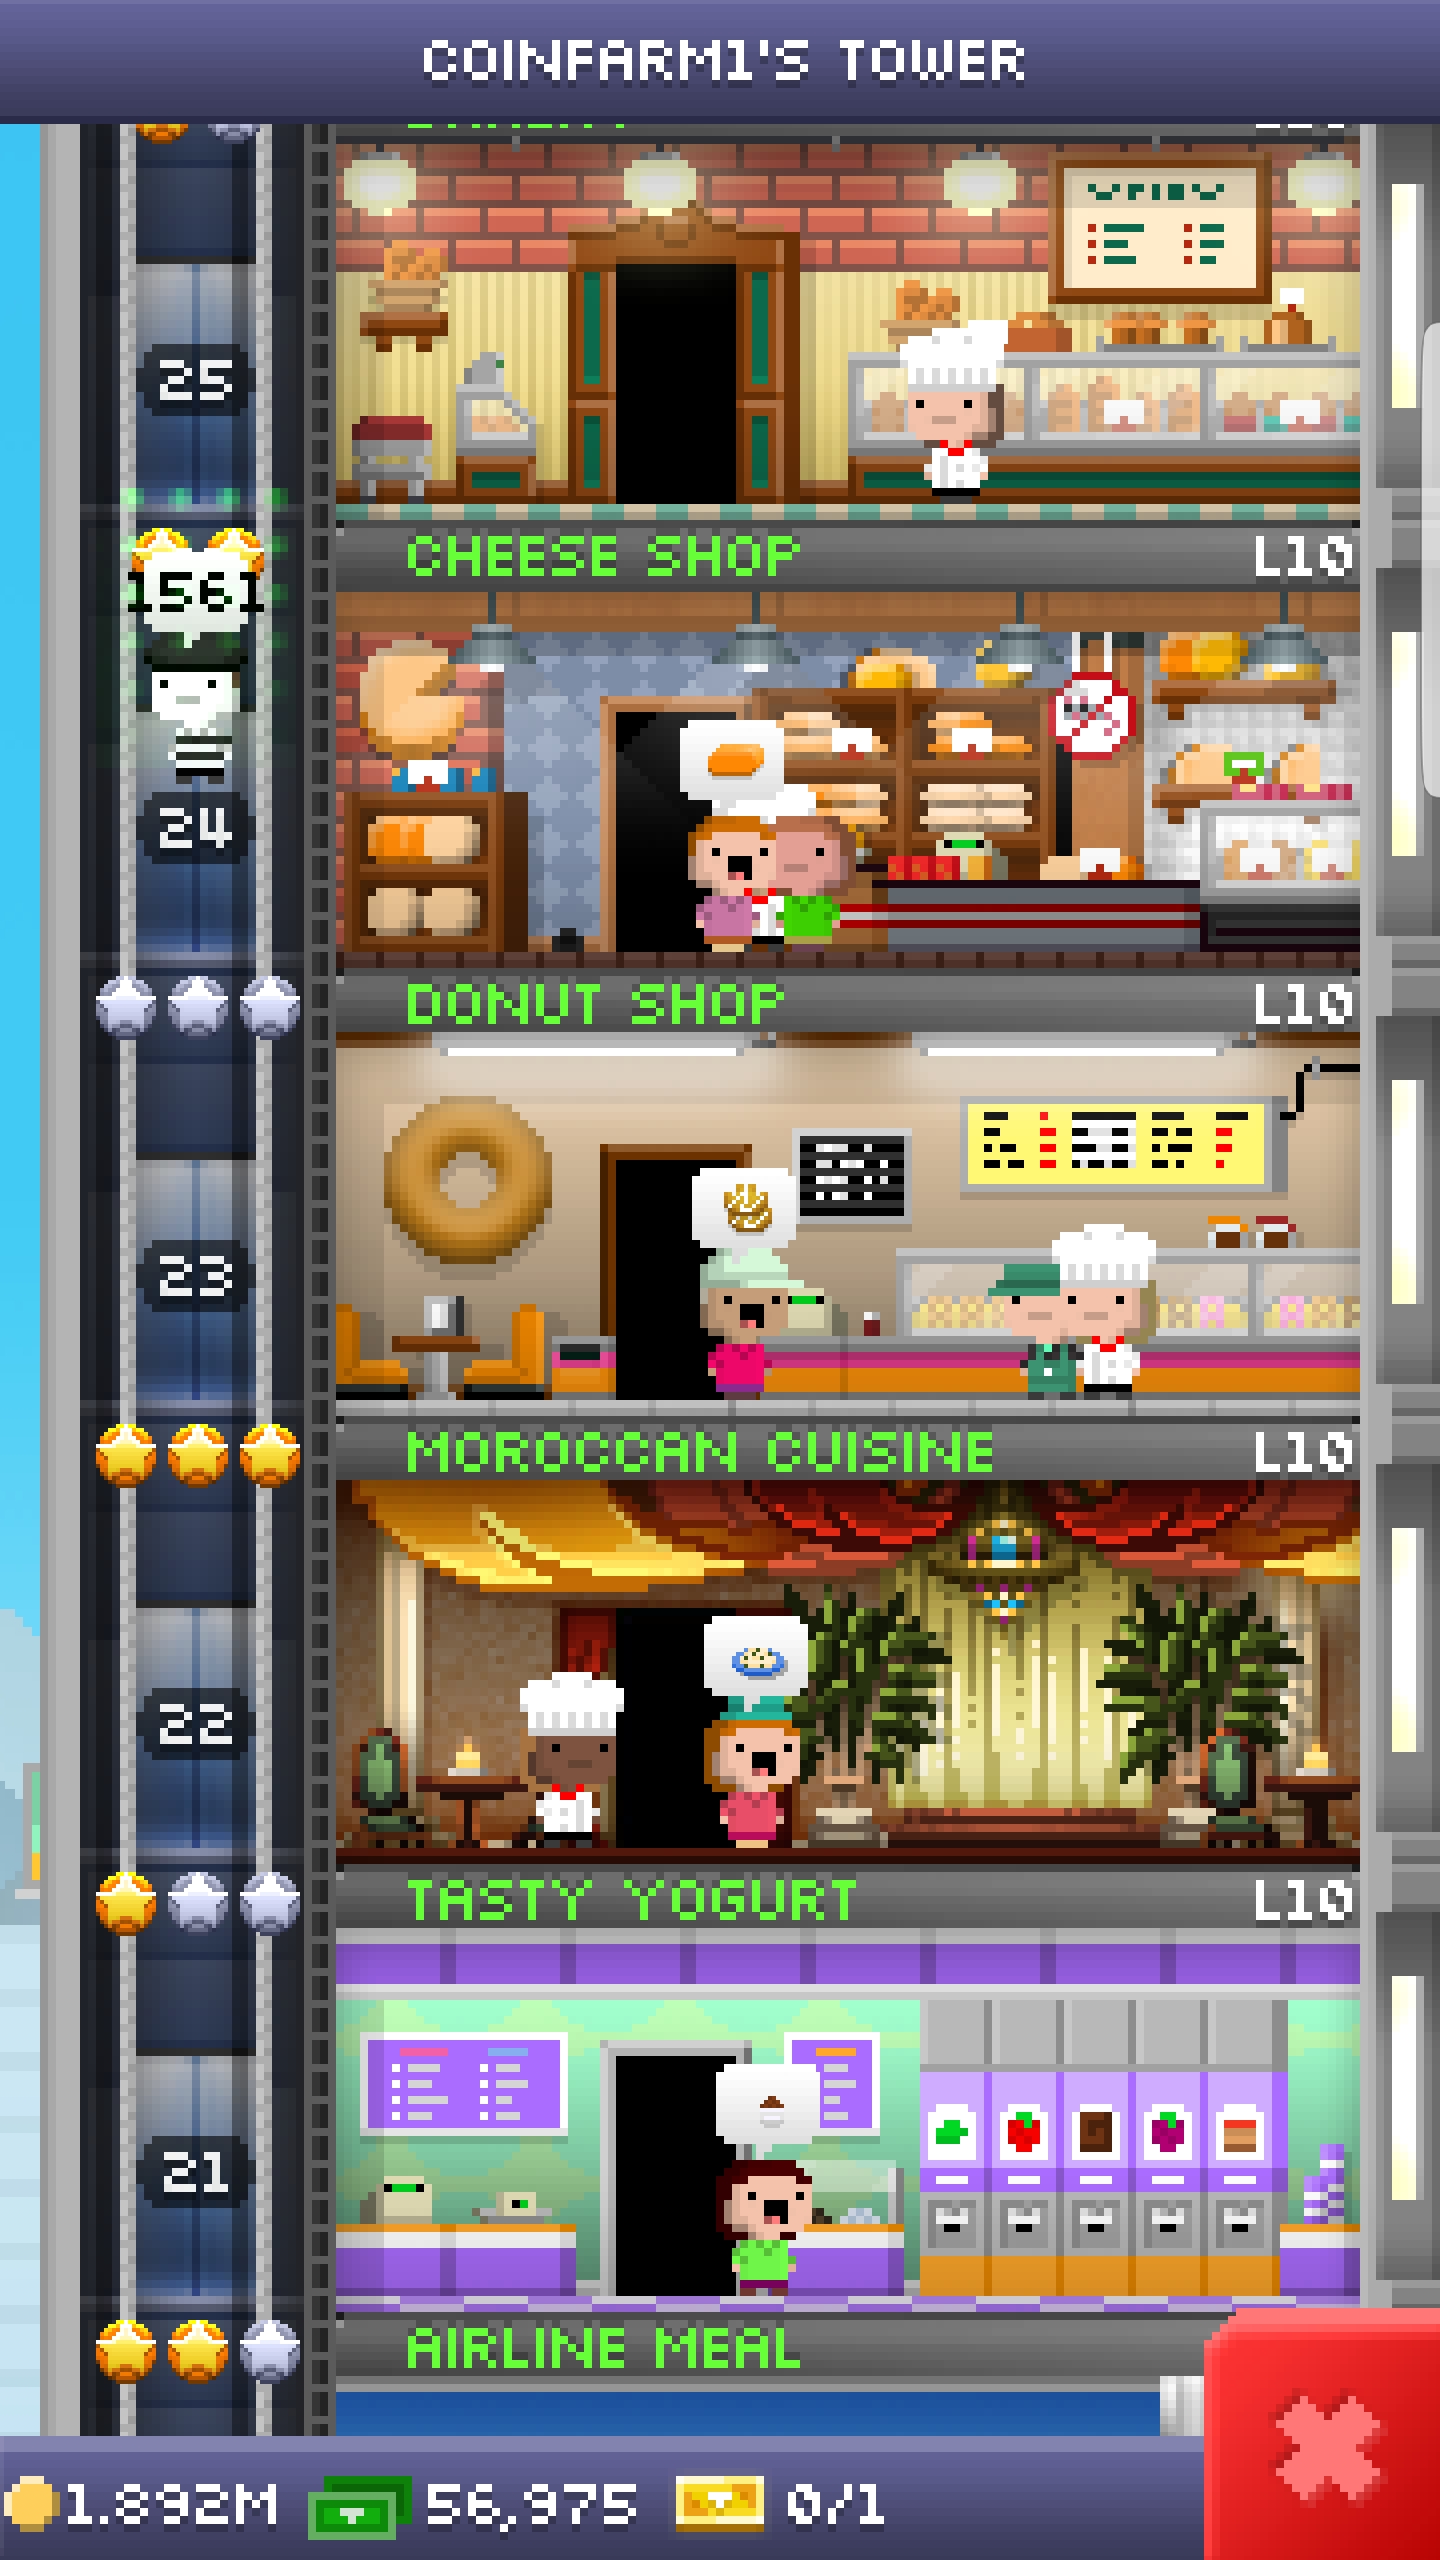 COINFARM1'S TOWER
25
CHEESE SHOP L10
1561
24
DONUT SHOP L10
23
MOROCCAN CUISINE L10
22
TASTY YOGURT L10
21
AIRLINE MEAL
1.892M 56,975 0/1